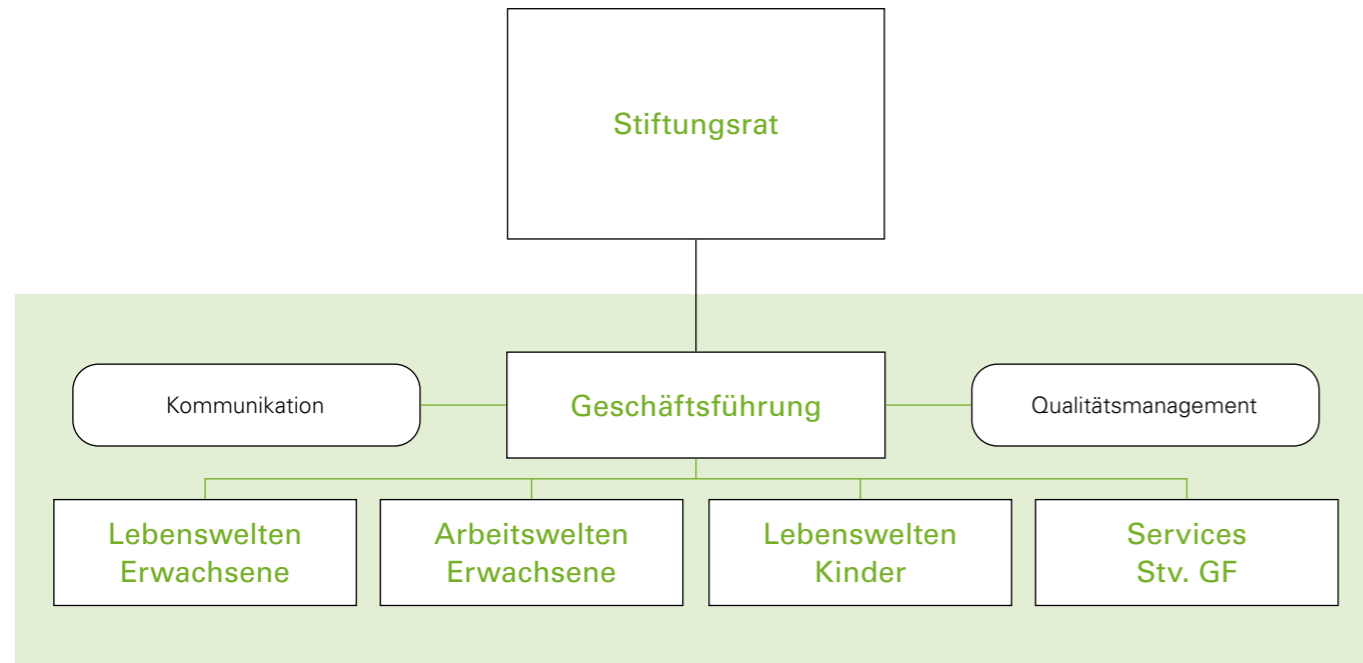 Stiftungsrat
Kommunikation
Geschäftsführung
Qualitätsmanagement
Lebenswelten
Erwachsene
Arbeitswelten
Erwachsene
Lebenswelten
Kinder
Services
Stv. GF